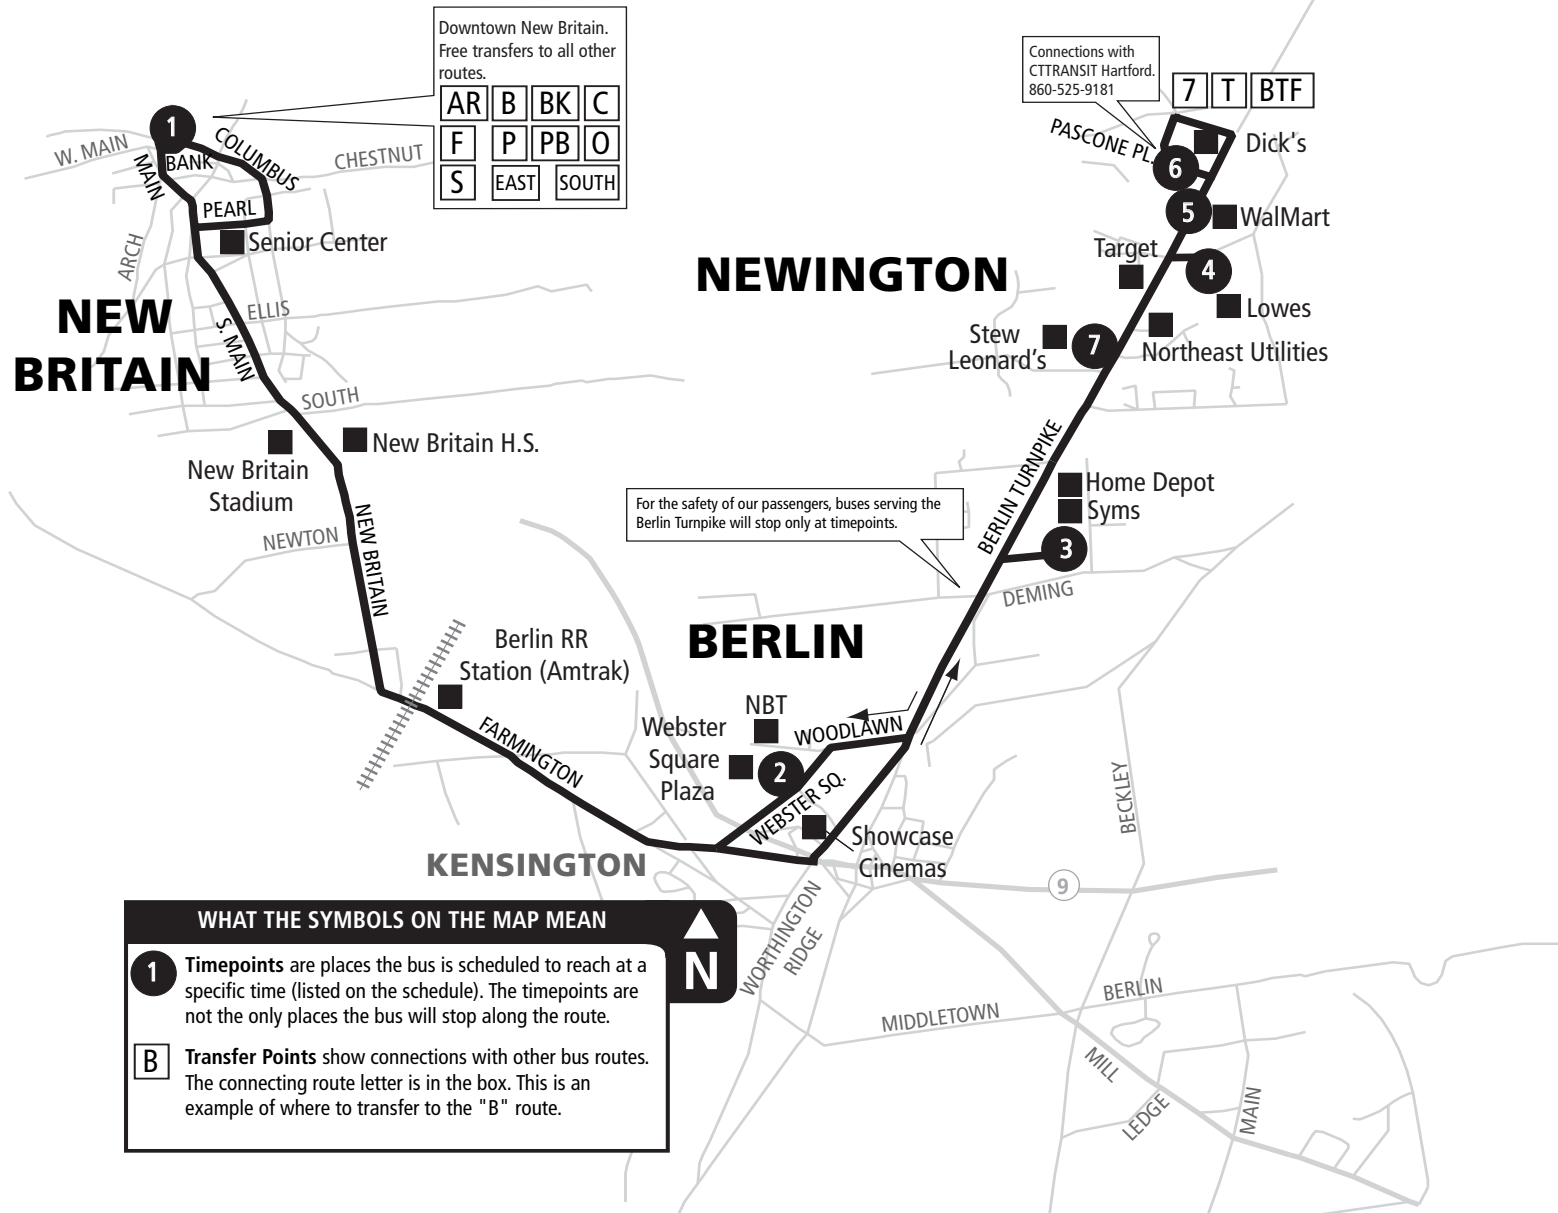 Downtown New Britain.
Free transfers to all other
routes.
AR B BK C
F P PB O
S EAST SOUTH
Connections with
CTTRANSIT Hartford.
860-525-9181
7 T BTF
1
W. MAIN
MAIN
BANK
COLUMBUS
CHESTNUT
PEARL
Senior Center
ARCH
NEW
BRITAIN
ELLIS
S. MAIN
SOUTH
New Britain H.S.
New Britain
Stadium
NEWTON
NEW BRITAIN
PASCONE PL.
Dick's
6
5
WalMart
NEWINGTON
Target
4
Lowes
Stew
Leonard's
7
Northeast Utilities
BERLIN TURNPIKE
Home Depot
Syms
3
For the safety of our passengers, buses serving the
Berlin Turnpike will stop only at timepoints.
DEMING
BERLIN
Berlin RR
Station (Amtrak)
NBT
Webster
Square
Plaza
2
WOODLAWN
WEBSTER SQ.
FARMINGTON
Showcase
Cinemas
BECKLEY
KENSINGTON
9
WORTHINGTON
RIDGE
MIDDLETOWN
BERLIN
MILL
LEDGE
MAIN
WHAT THE SYMBOLS ON THE MAP MEAN
N
1
Timepoints are places the bus is scheduled to reach at a
specific time (listed on the schedule). The timepoints are
not the only places the bus will stop along the route.
B
Transfer Points show connections with other bus routes.
The connecting route letter is in the box. This is an
example of where to transfer to the "B" route.